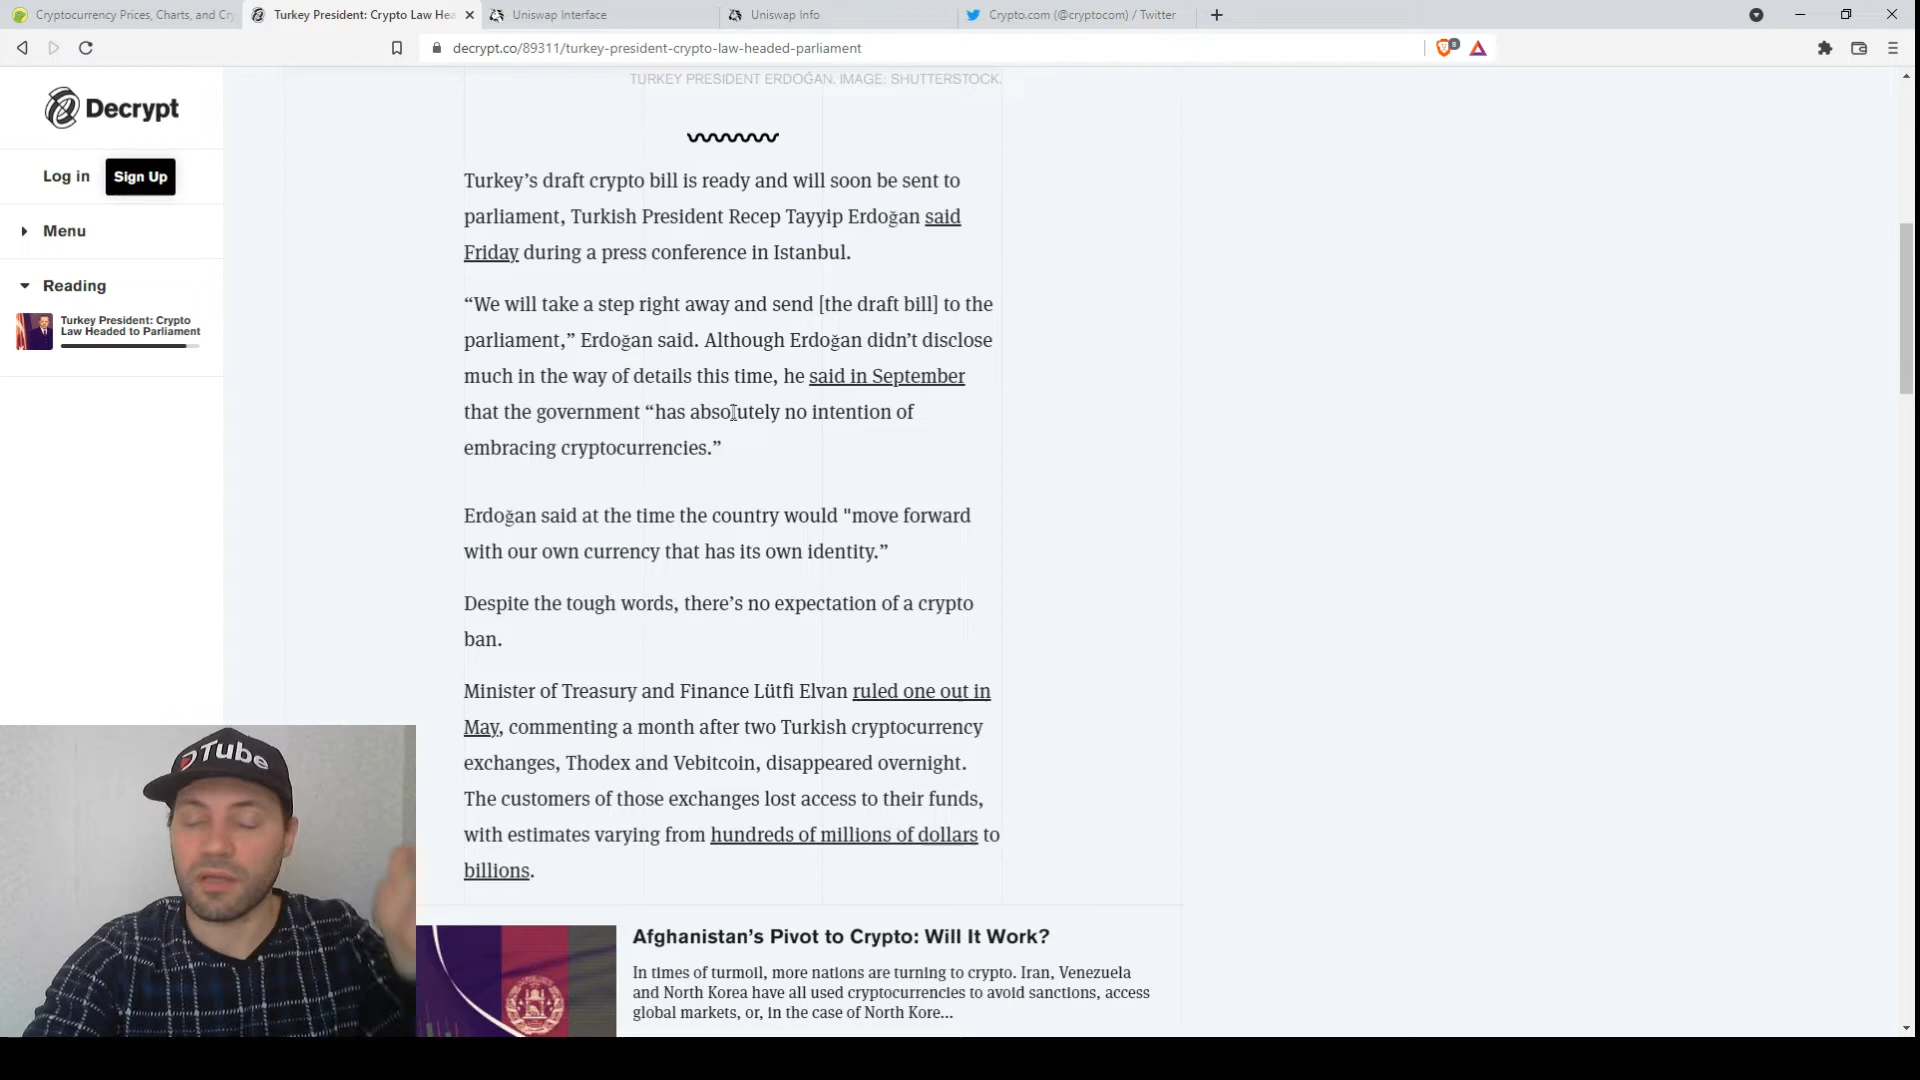 Cryptocurrency Prices, Charts, and Cr
Turkey President: Crypto Law Hea
Uniswap Interface
Uniswap Info
Crypto.com (@cryptocom) / Twitter
decrypt.co/89311/turkey-president-crypto-law-headed-parliament
8
Decrypt
Log in
Sign Up
Menu
Reading
Turkey President: Crypto
Law Headed to Parliament
TURKEY PRESIDENT ERDOĞAN. IMAGE: SHUTTERSTOCK.
Turkey’s draft crypto bill is ready and will soon be sent to
parliament, Turkish President Recep Tayyip Erdoğan said
Friday during a press conference in Istanbul.
“We will take a step right away and send [the draft bill] to the
parliament,” Erdoğan said. Although Erdoğan didn’t disclose
much in the way of details this time, he said in September
that the government “has absolutely no intention of
embracing cryptocurrencies.”
Erdoğan said at the time the country would "move forward
with our own currency that has its own identity.”
Despite the tough words, there’s no expectation of a crypto
ban.
Minister of Treasury and Finance Lütfi Elvan ruled one out in
May, commenting a month after two Turkish cryptocurrency
exchanges, Thodex and Vebitcoin, disappeared overnight.
The customers of those exchanges lost access to their funds,
with estimates varying from hundreds of millions of dollars to
billions.
Afghanistan’s Pivot to Crypto: Will It Work?
In times of turmoil, more nations are turning to crypto. Iran, Venezuela
and North Korea have all used cryptocurrencies to avoid sanctions, access
global markets, or, in the case of North Kore...
DTube